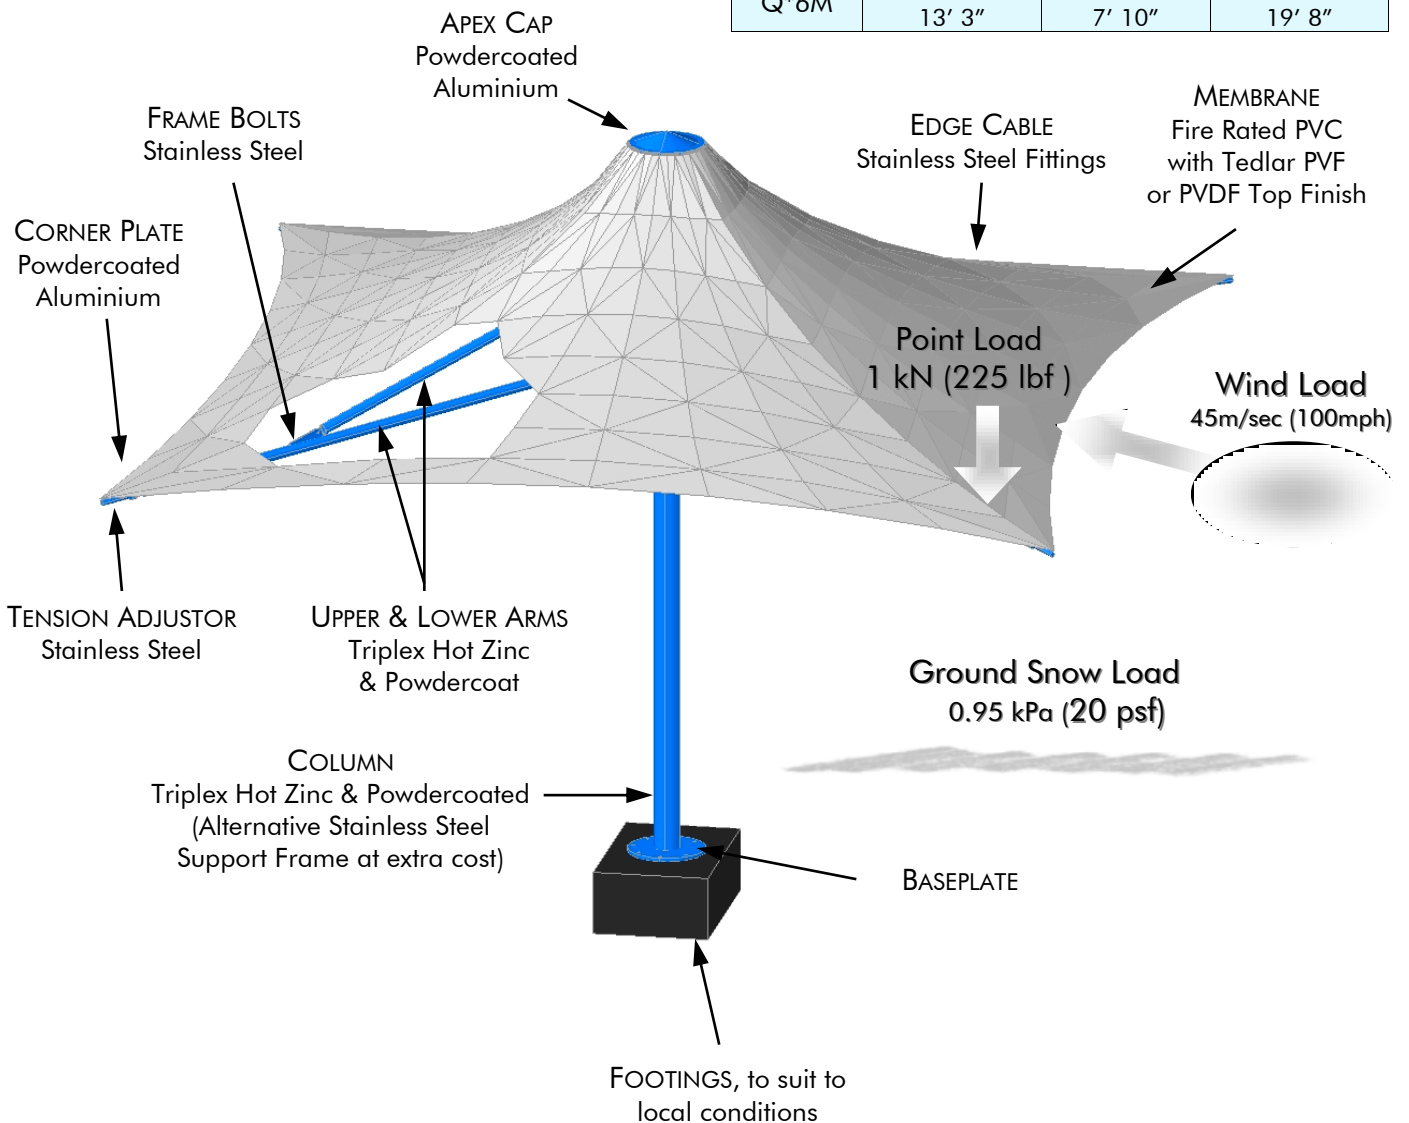 Q*6M
13’ 3”
7’ 10”
19’ 8”
APEX CAP
Powdercoated
Aluminium
FRAME BOLTS
Stainless Steel
EDGE CABLE
Stainless Steel Fittings
MEMBRANE
Fire Rated PVC
with Tedlar PVF
or PVDF Top Finish
CORNER PLATE
Powdercoated
Aluminium
Point Load
1 kN (225 lbf )
Wind Load
45m/sec (100mph)
TENSION ADJUSTOR
Stainless Steel
UPPER & LOWER ARMS
Triplex Hot Zinc
& Powdercoat
Ground Snow Load
0.95 kPa (20 psf)
COLUMN
Triplex Hot Zinc & Powdercoated
(Alternative Stainless Steel
Support Frame at extra cost)
BASEPLATE
FOOTINGS, to suit to
local conditions